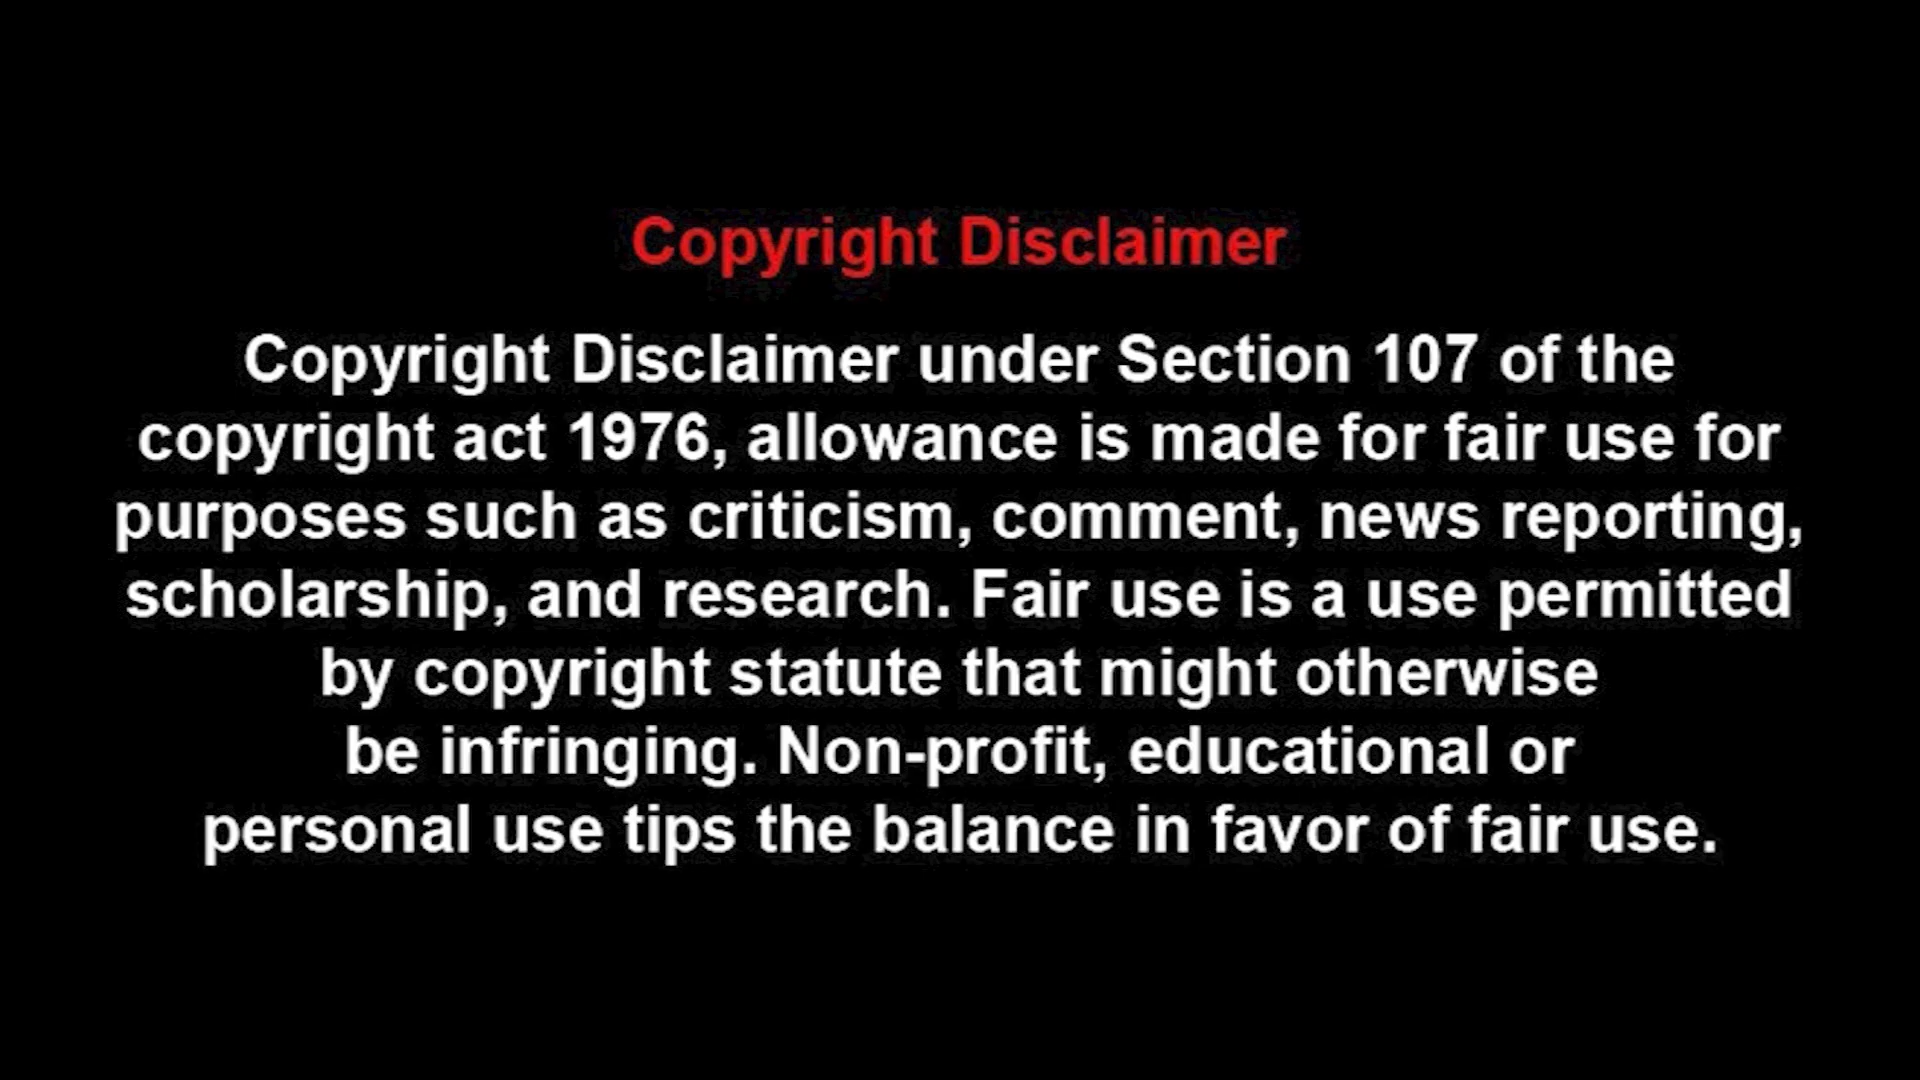 Copyright Disclaimer
Copyright Disclaimer under Section 107 of the
copyright act 1976, allowance is made for fair use for
purposes such as criticism, comment, news reporting,
scholarship, and research. Fair use is a use permitted
by copyright statute that might otherwise
be infringing. Non-profit, educational or
personal use tips the balance in favor of fair use.